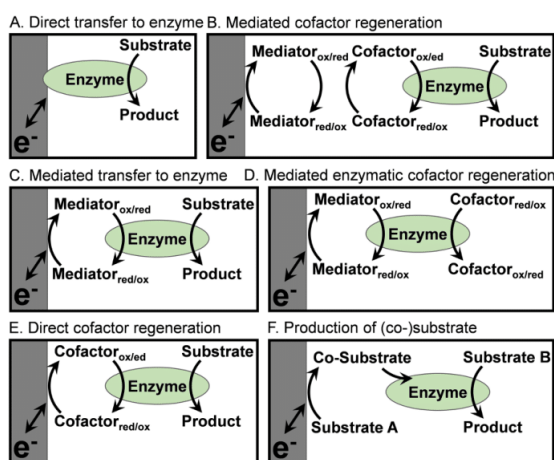 A. Direct transfer to enzyme
Substrate
Enzyme
Product
e-
B. Mediated cofactor regeneration
Mediatorox/red Cofactorox/ed Substrate
Enzyme
Mediatorred/ox Cofactorred/ox Product
e-
C. Mediated transfer to enzyme
Mediatorox/red Substrate
Enzyme
Mediatorred/ox Product
e-
D. Mediated enzymatic cofactor regeneration
Mediatorox/red Cofactorred/ox
Enzyme
Mediatorred/ox Cofactorox/red
e-
E. Direct cofactor regeneration
Cofactorox/ed Substrate
Enzyme
Cofactorred/ox Product
e-
F. Production of (co-)substrate
Co-Substrate Substrate B
Enzyme
Substrate A Product
e-